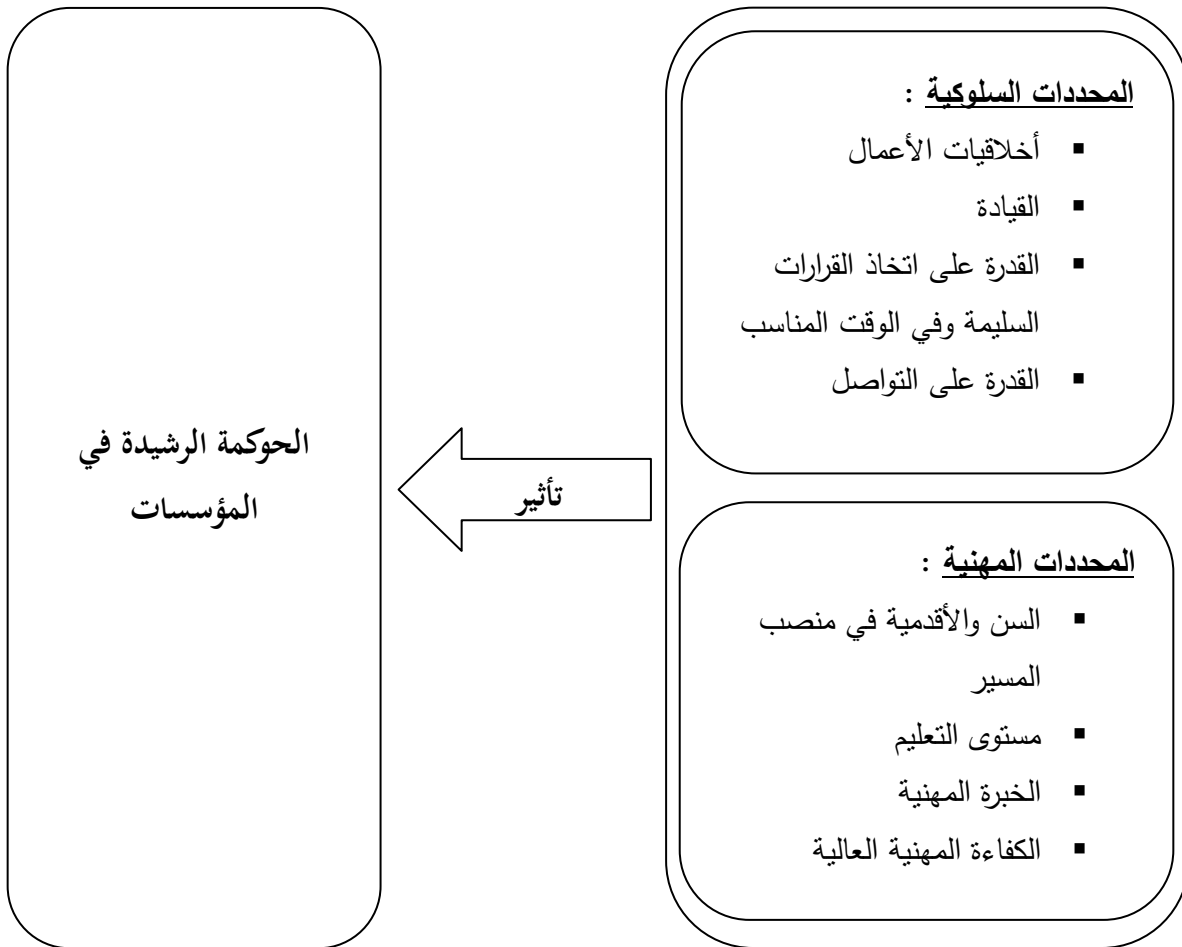 المحددات السلوكية :
▪ أخلاقيات الأعمال
▪ القيادة
▪ القدرة على اتخاذ القرارات
السليمة وفي الوقت المناسب
▪ القدرة على التواصل
المحددات المهنية :
▪ السن والأقدمية في منصب
المسير
▪ مستوى التعليم
▪ الخبرة المهنية
▪ الكفاءة المهنية العالية
تأثير
الحوكمة الرشيدة في
المؤسسات